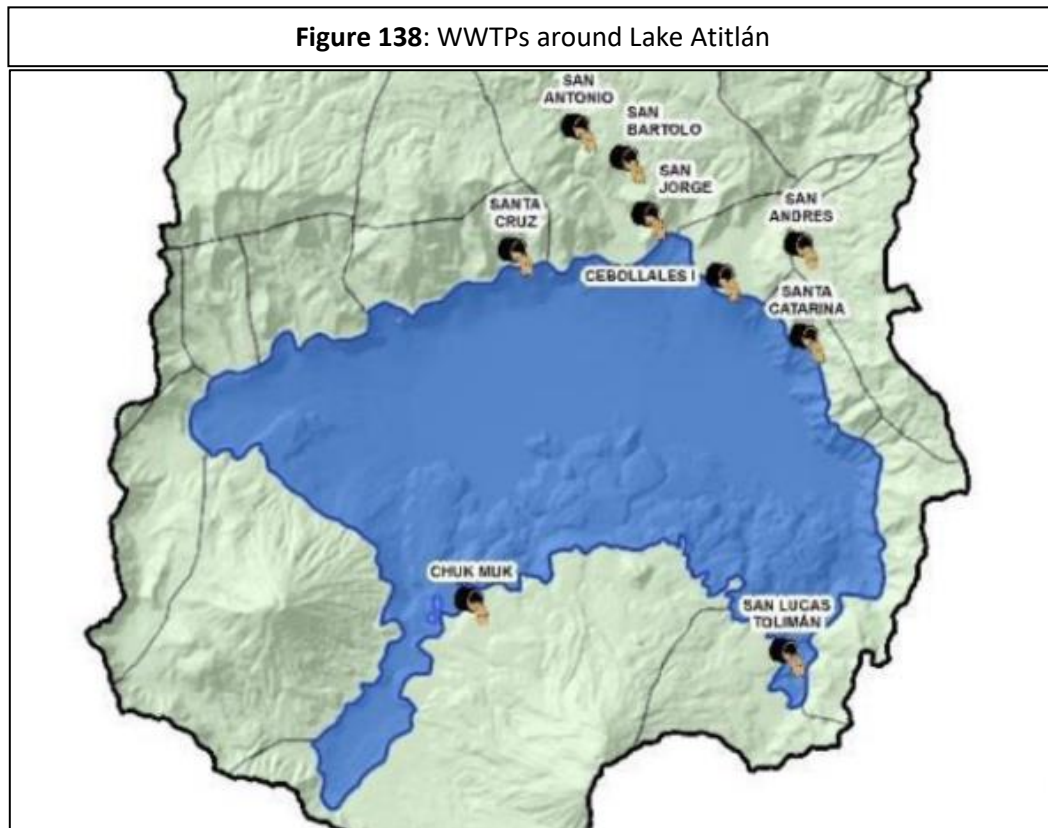 Figure 138: WWTPs around Lake Atitlán
SAN
ANTONIO
SAN
BARTOLO
SAN
JORGE
SANTA
CRUZ
SAN
ANDRES
CEBOLLALES I
SANTA
CATARINA
CHUK MUK
SAN LUCAS
TOLIMÁN